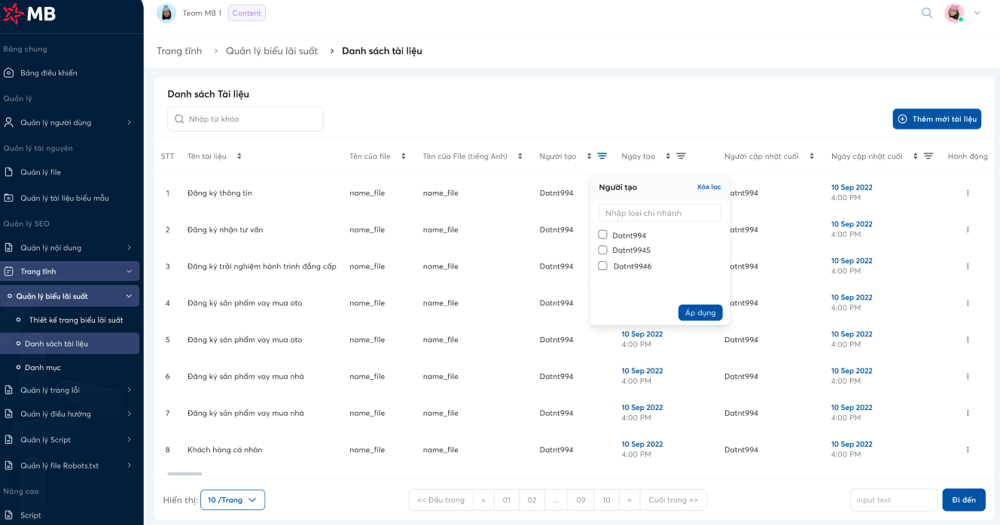 MB
Team MB 1
Content
Bảng chung
Bảng điều khiển
Quản lý
Quản lý người dùng
Quản lý tài nguyên
Quản lý file
Quản lý tài liệu biểu mẫu
Quản lý SEO
Quản lý nội dung
Trang tĩnh
Quản lý biểu lãi suất
Thiết kế trang biểu lãi suất
Danh sách tài liệu
Danh mục
Quản lý trang lỗi
Quản lý điều hướng
Quản lý Script
Quản lý file Robots.txt
Nâng cao
Script
Trang tĩnh > Quản lý biểu lãi suất > Danh sách tài liệu
Danh sách Tài liệu
Nhập từ khóa
Thêm mới tài liệu
STT Tên tài liệu Tên của file Tên của File (tiếng Anh) Người tạo Ngày tạo Người cập nhật cuối Ngày cập nhật cuối Hành động
1 Đăng ký thông tin name_file name_file Datnt994 atnt994 10 Sep 2022
4:00 PM
2 Đăng ký nhận tư vấn name_file name_file Datnt994 10 Sep 2022
4:00 PM
3 Đăng ký trải nghiệm hành trình đẳng cấp name_file name_file Datnt994 atnt994 10 Sep 2022
4:00 PM
4 Đăng ký sản phẩm vay mua oto name_file name_file Datnt994 atnt994 10 Sep 2022
4:00 PM
5 Đăng ký sản phẩm vay mua oto name_file name_file Datnt994 10 Sep 2022 Datnt994 10 Sep 2022
4:00 PM 4:00 PM
6 Đăng ký sản phẩm vay mua nhà name_file name_file Datnt994 10 Sep 2022 Datnt994 10 Sep 2022
4:00 PM 4:00 PM
7 Đăng ký sản phẩm vay mua nhà name_file name_file Datnt994 10 Sep 2022 Datnt994 10 Sep 2022
4:00 PM 4:00 PM
8 Khách hàng cá nhân name_file name_file Datnt994 10 Sep 2022 Datnt994 10 Sep 2022
4:00 PM 4:00 PM
Người tạo Xóa lọc
Nhập loại chi nhánh
Datnt994
Datnt9945
Datnt9946
Áp dụng
Hiển thị: 10 /Trang
<< Đầu trang < 01 02 ... 09 10 > Cuối trang >>
input text
Đi đến